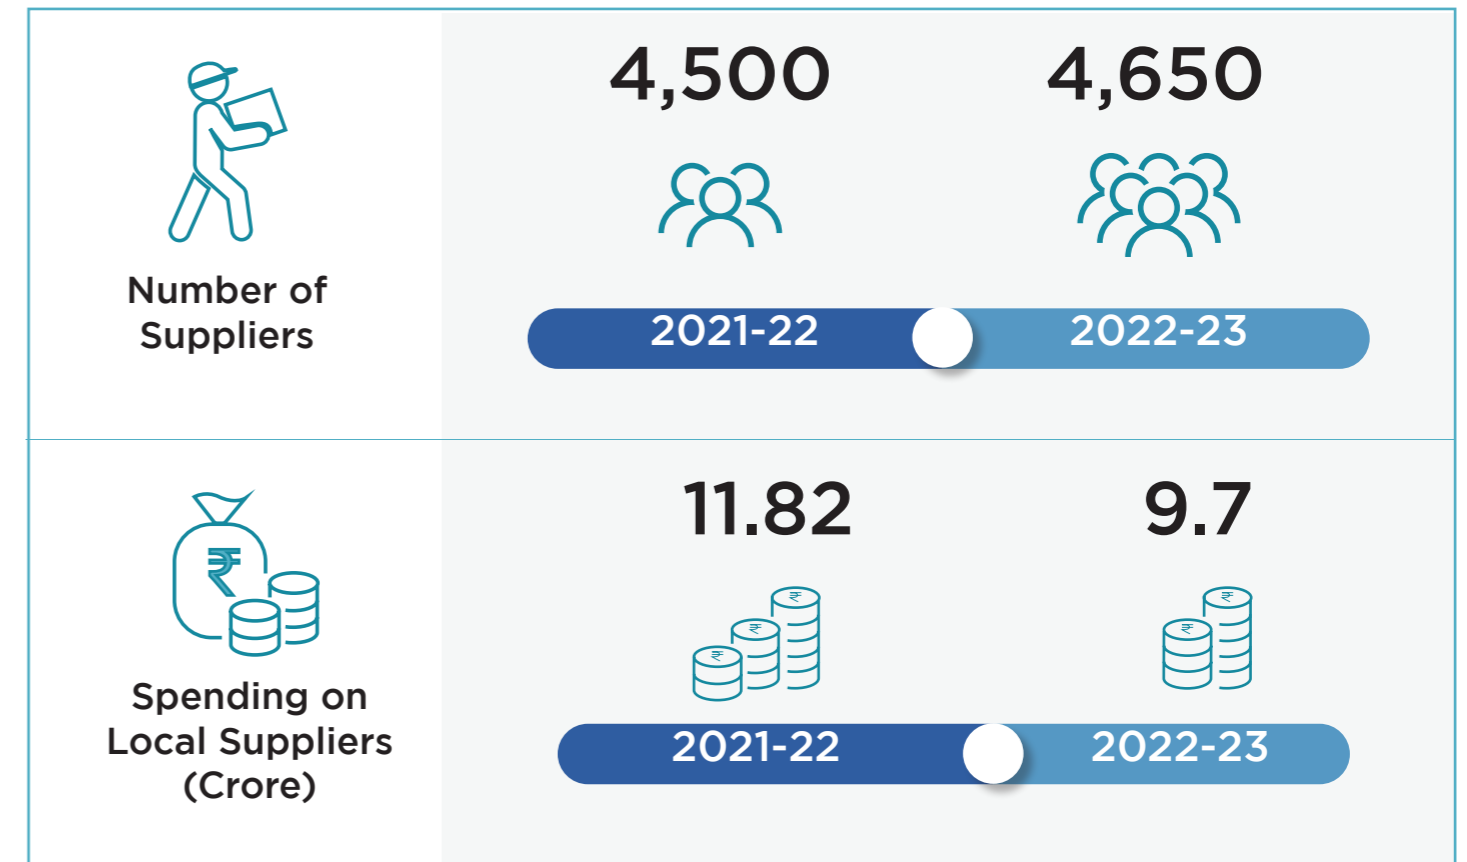 4,500
4,650
Number of
Suppliers
2021-22
2022-23
11.82
9.7
₹
₹
₹
₹
₹
₹
Spending on
Local Suppliers
(Crore)
2021-22
2022-23